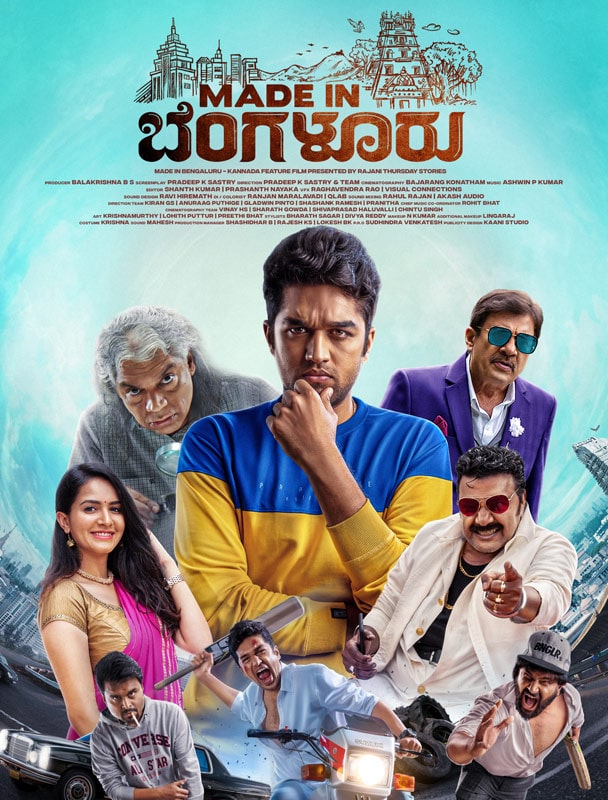 MADE IN
ಬೆಂಗಳೂರು
MADE IN BENGALURU - KANNADA FEATURE FILM PRESENTED BY RAJANI THURSDAY STORIES
PRODUCER BALAKRISHNA B S SCREENPLAY PRADEEP K SASTRY DIRECTION PRADEEP K SASTRY & TEAM CINEMATOGRAPHY BAJARANG KONATHAM MUSIC ASHWIN P KUMAR
EDITOR SHANTH KUMAR | PRASHANTH NAYAKA VFX RAGHAVENDRA RAO | VISUAL CONNECTIONS
SOUND DESIGN RAVI HIREMATH DI / COLORIST RANJAN MARALAVADI | QLAB SOUND MIXING RAHUL RAJAN | AKASH AUDIO
DIRECTION TEAM KIRAN GS | ANURAAG PUTHIGE | GLADWIN PINTO | SHASHANK RAMESH | PRANITHA CHIEF MUSIC CO-ORDINATOR ROHIT BHAT
CINEMATOGRAPHY TEAM VINAY HS | SHARATH GOWDA | SHIVAPRASAD HALUVALLI | CHINTU SINGH
ART KRISHNAMURTHY | LOHITH PUTTUR | PREETHI BHAT STYLISTS BHARATH SAGAR | DIVYA REDDY MAKEUP N KUMAR ADDITIONAL MAKEUP LINGARAJ
COSTUME KRISHNA SOUND MAHESH PRODUCTION MANAGER SHASHIDHAR B | RAJESH KS | LOKESH BK P.R.O SUDHINDRA VENKATESH PUBLICITY DESIGN KAANI STUDIO
BNGLR.
CONVERSE
ALL STAR